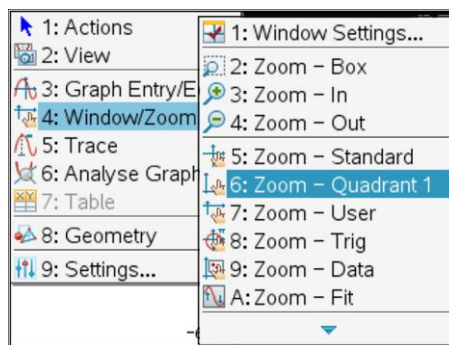 1: Actions
2: View
3: Graph Entry/E
4: Window/Zoom
5: Trace
6: Analyse Graph
7: Table
8: Geometry
9: Settings...
1: Window Settings...
2: Zoom – Box
3: Zoom – In
4: Zoom – Out
5: Zoom – Standard
6: Zoom – Quadrant 1
7: Zoom – User
8: Zoom – Trig
9: Zoom – Data
A: Zoom – Fit